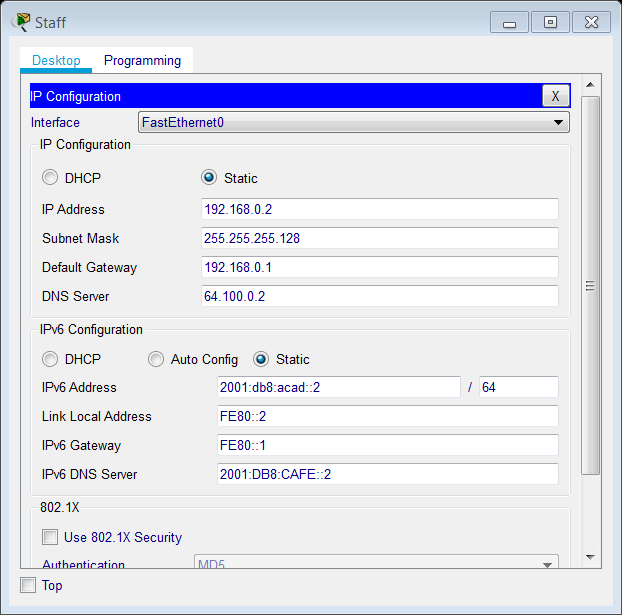 Staff
Desktop Programming
IP Configuration X
Interface FastEthernet0
IP Configuration
DHCP Static
IP Address 192.168.0.2
Subnet Mask 255.255.255.128
Default Gateway 192.168.0.1
DNS Server 64.100.0.2
IPv6 Configuration
DHCP Auto Config Static
IPv6 Address 2001:db8:acad::2 / 64
Link Local Address FE80::2
IPv6 Gateway FE80::1
IPv6 DNS Server 2001:DB8:CAFE::2
802.1X
Use 802.1X Security
Authentication MD5
Top